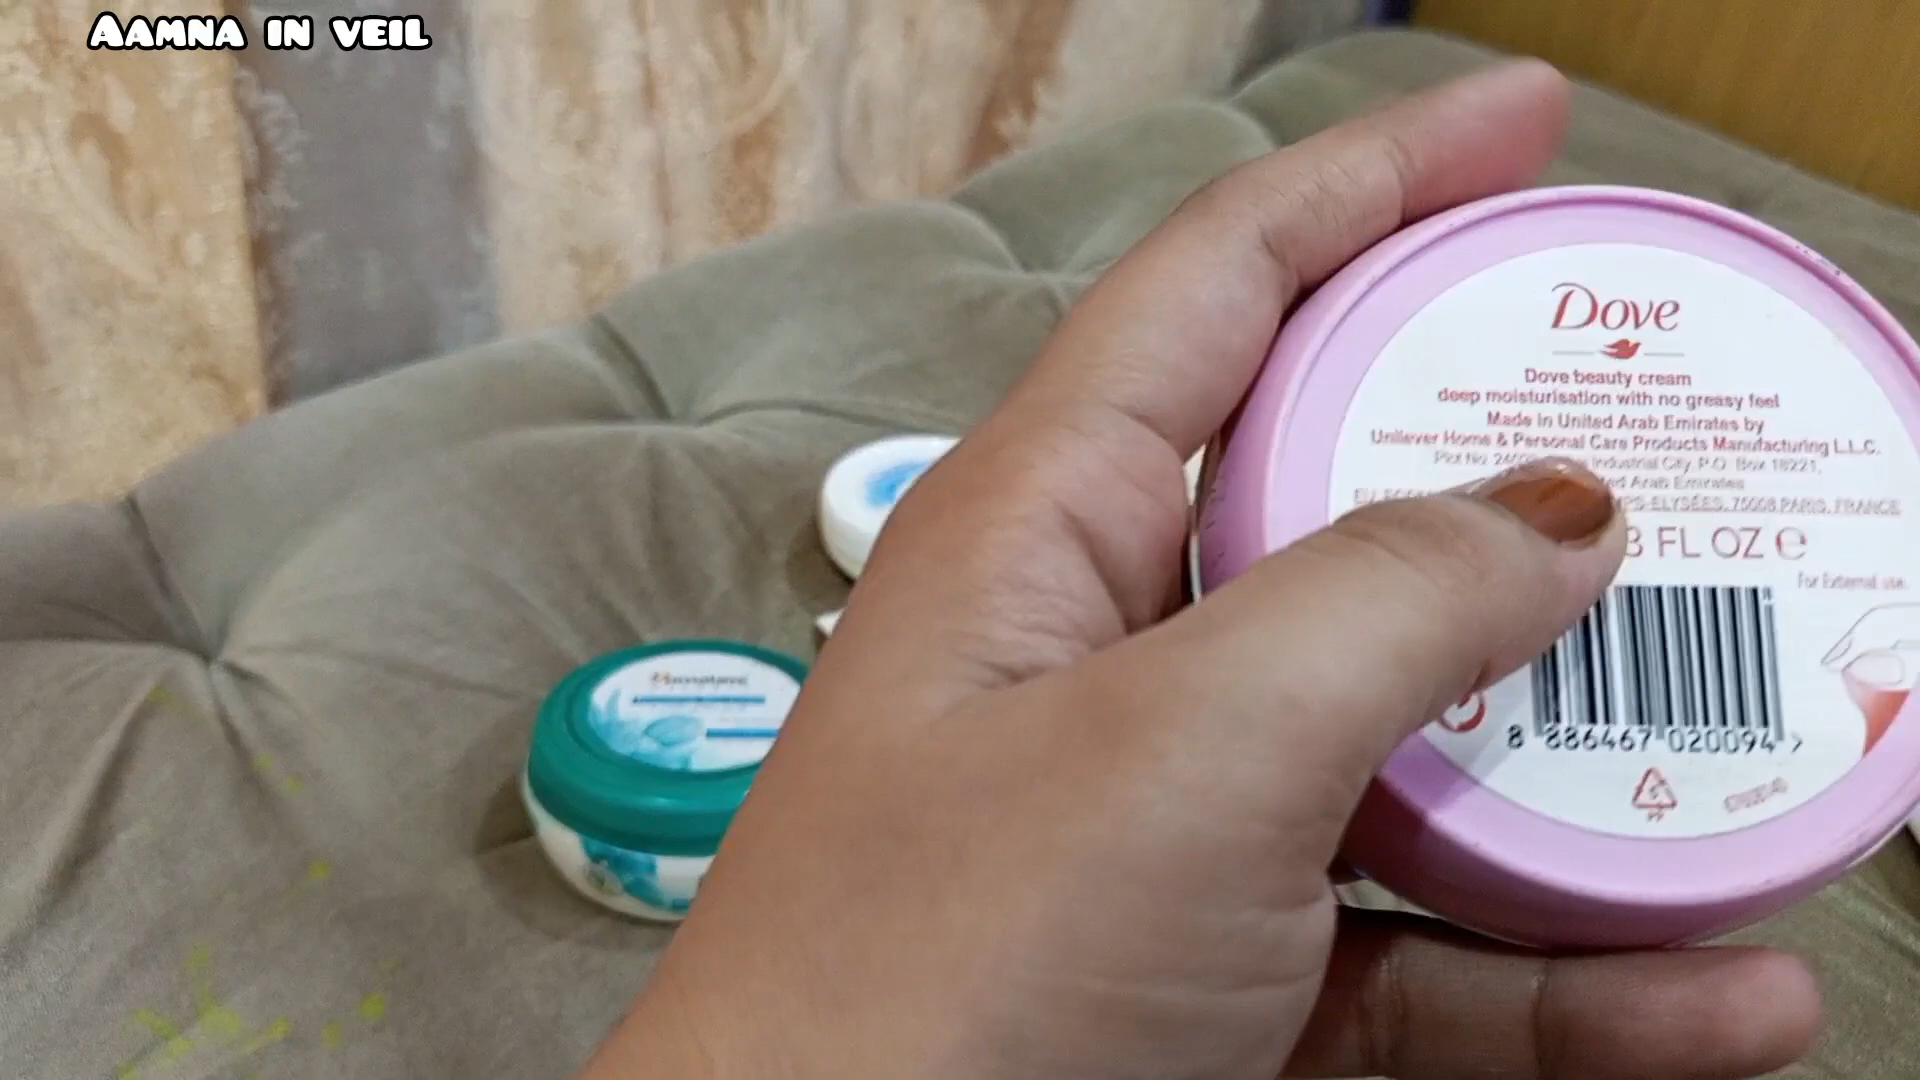 AAMNA IN VEIL
Dove
Dove beauty cream
deep moisturisation with no greasy feel
Made in United Arab Emirates by
Unilever Home & Personal Care Products Manufacturing L.L.C.
Industrial City, P.O. Box 18221,
Arab Emirates
ELYSÉES, 75008 PARIS, FRANCE
FL OZ ℮
For External use.
8 886467 020094 >
PP
Himalaya